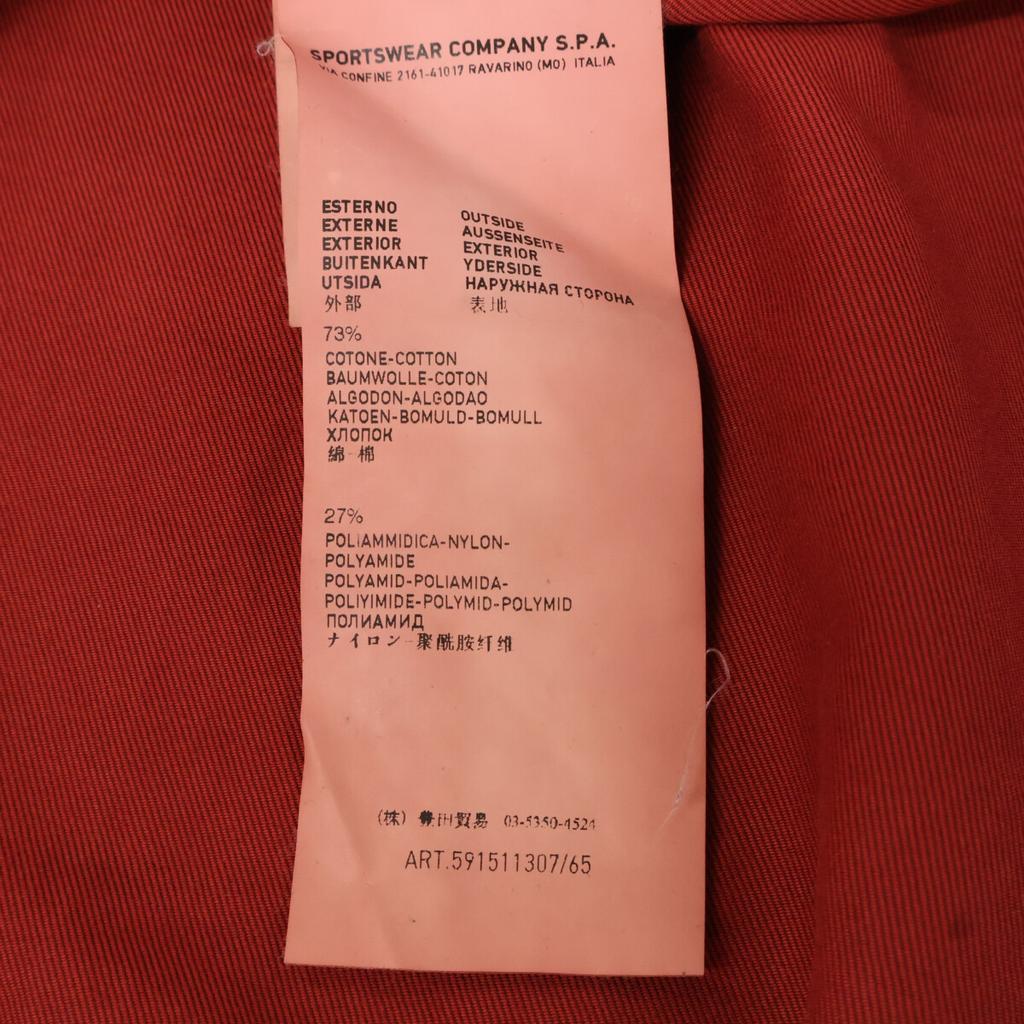 SPORTSWEAR COMPANY S.P.A.
VIA CONFINE 2161-41017 RAVARINO (MO) ITALIA
ESTERNO
EXTERNE
EXTERIOR
BUITENKANT
UTSIDA
外部
OUTSIDE
AUSSENSEITE
EXTERIOR
YDERSIDE
НАРУЖНАЯ СТОРОНА
表地
73%
COTONE-COTTON
BAUMWOLLE-COTON
ALGODON-ALGODAO
KATOEN-BOMULD-BOMULL
ХЛОПОК
綿-棉
27%
POLIAMMIDICA-NYLON-
POLYAMIDE
POLYAMID-POLIAMIDA-
POLIYIMIDE-POLYMID-POLYMID
ПОЛИАМИД
ナイロン-聚酰胺纤维
(株) 田貿易 03-5350-4524
ART.591511307/65